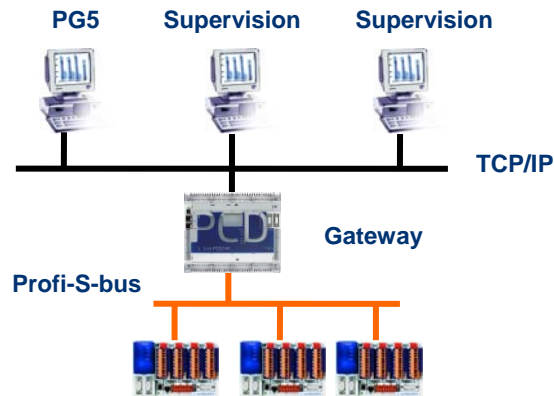 PG5 Supervision Supervision
TCP/IP
PCD
Gateway
Profi-S-bus